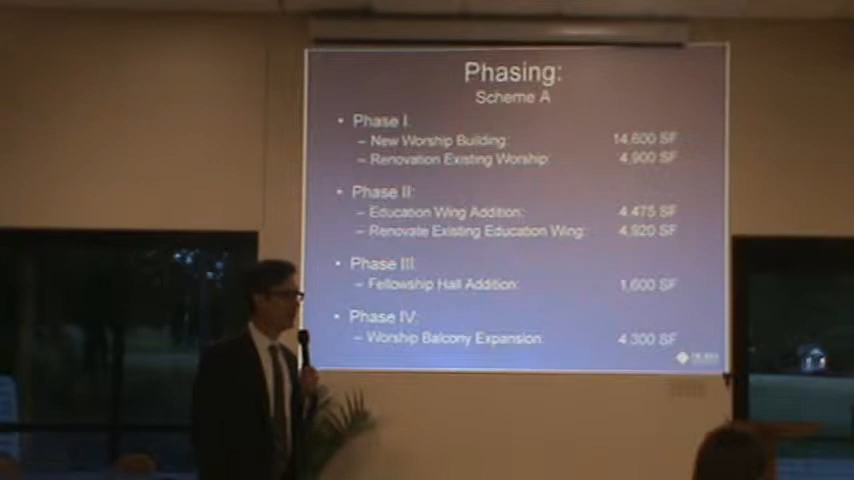 Phasing:
Scheme A
• Phase I:
– New Worship Building: 14,600 SF
– Renovation Existing Worship: 4,900 SF
• Phase II:
– Education Wing Addition: 4,475 SF
– Renovate Existing Education Wing: 4,920 SF
• Phase III:
– Fellowship Hall Addition: 1,600 SF
• Phase IV:
– Worship Balcony Expansion: 4,300 SF